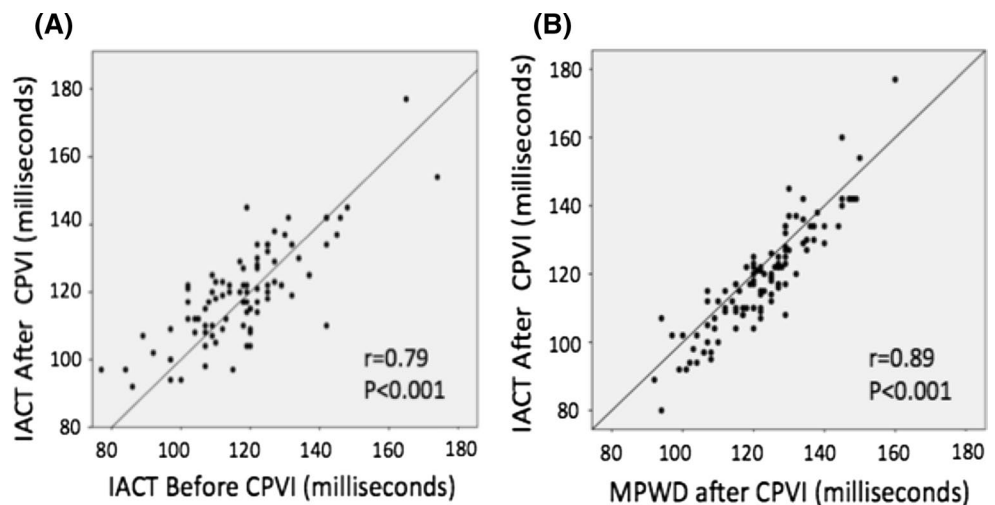 (A)
IACT After CPVI (milliseconds)
180
160
140
120
100
80
r=0.79
P<0.001
100 120 140 160 180
IACT Before CPVI (milliseconds)
(B)
IACT After CPVI (milliseconds)
180
160
140
120
100
80
r=0.89
P<0.001
80 100 120 140 160 180
MPWD after CPVI (milliseconds)